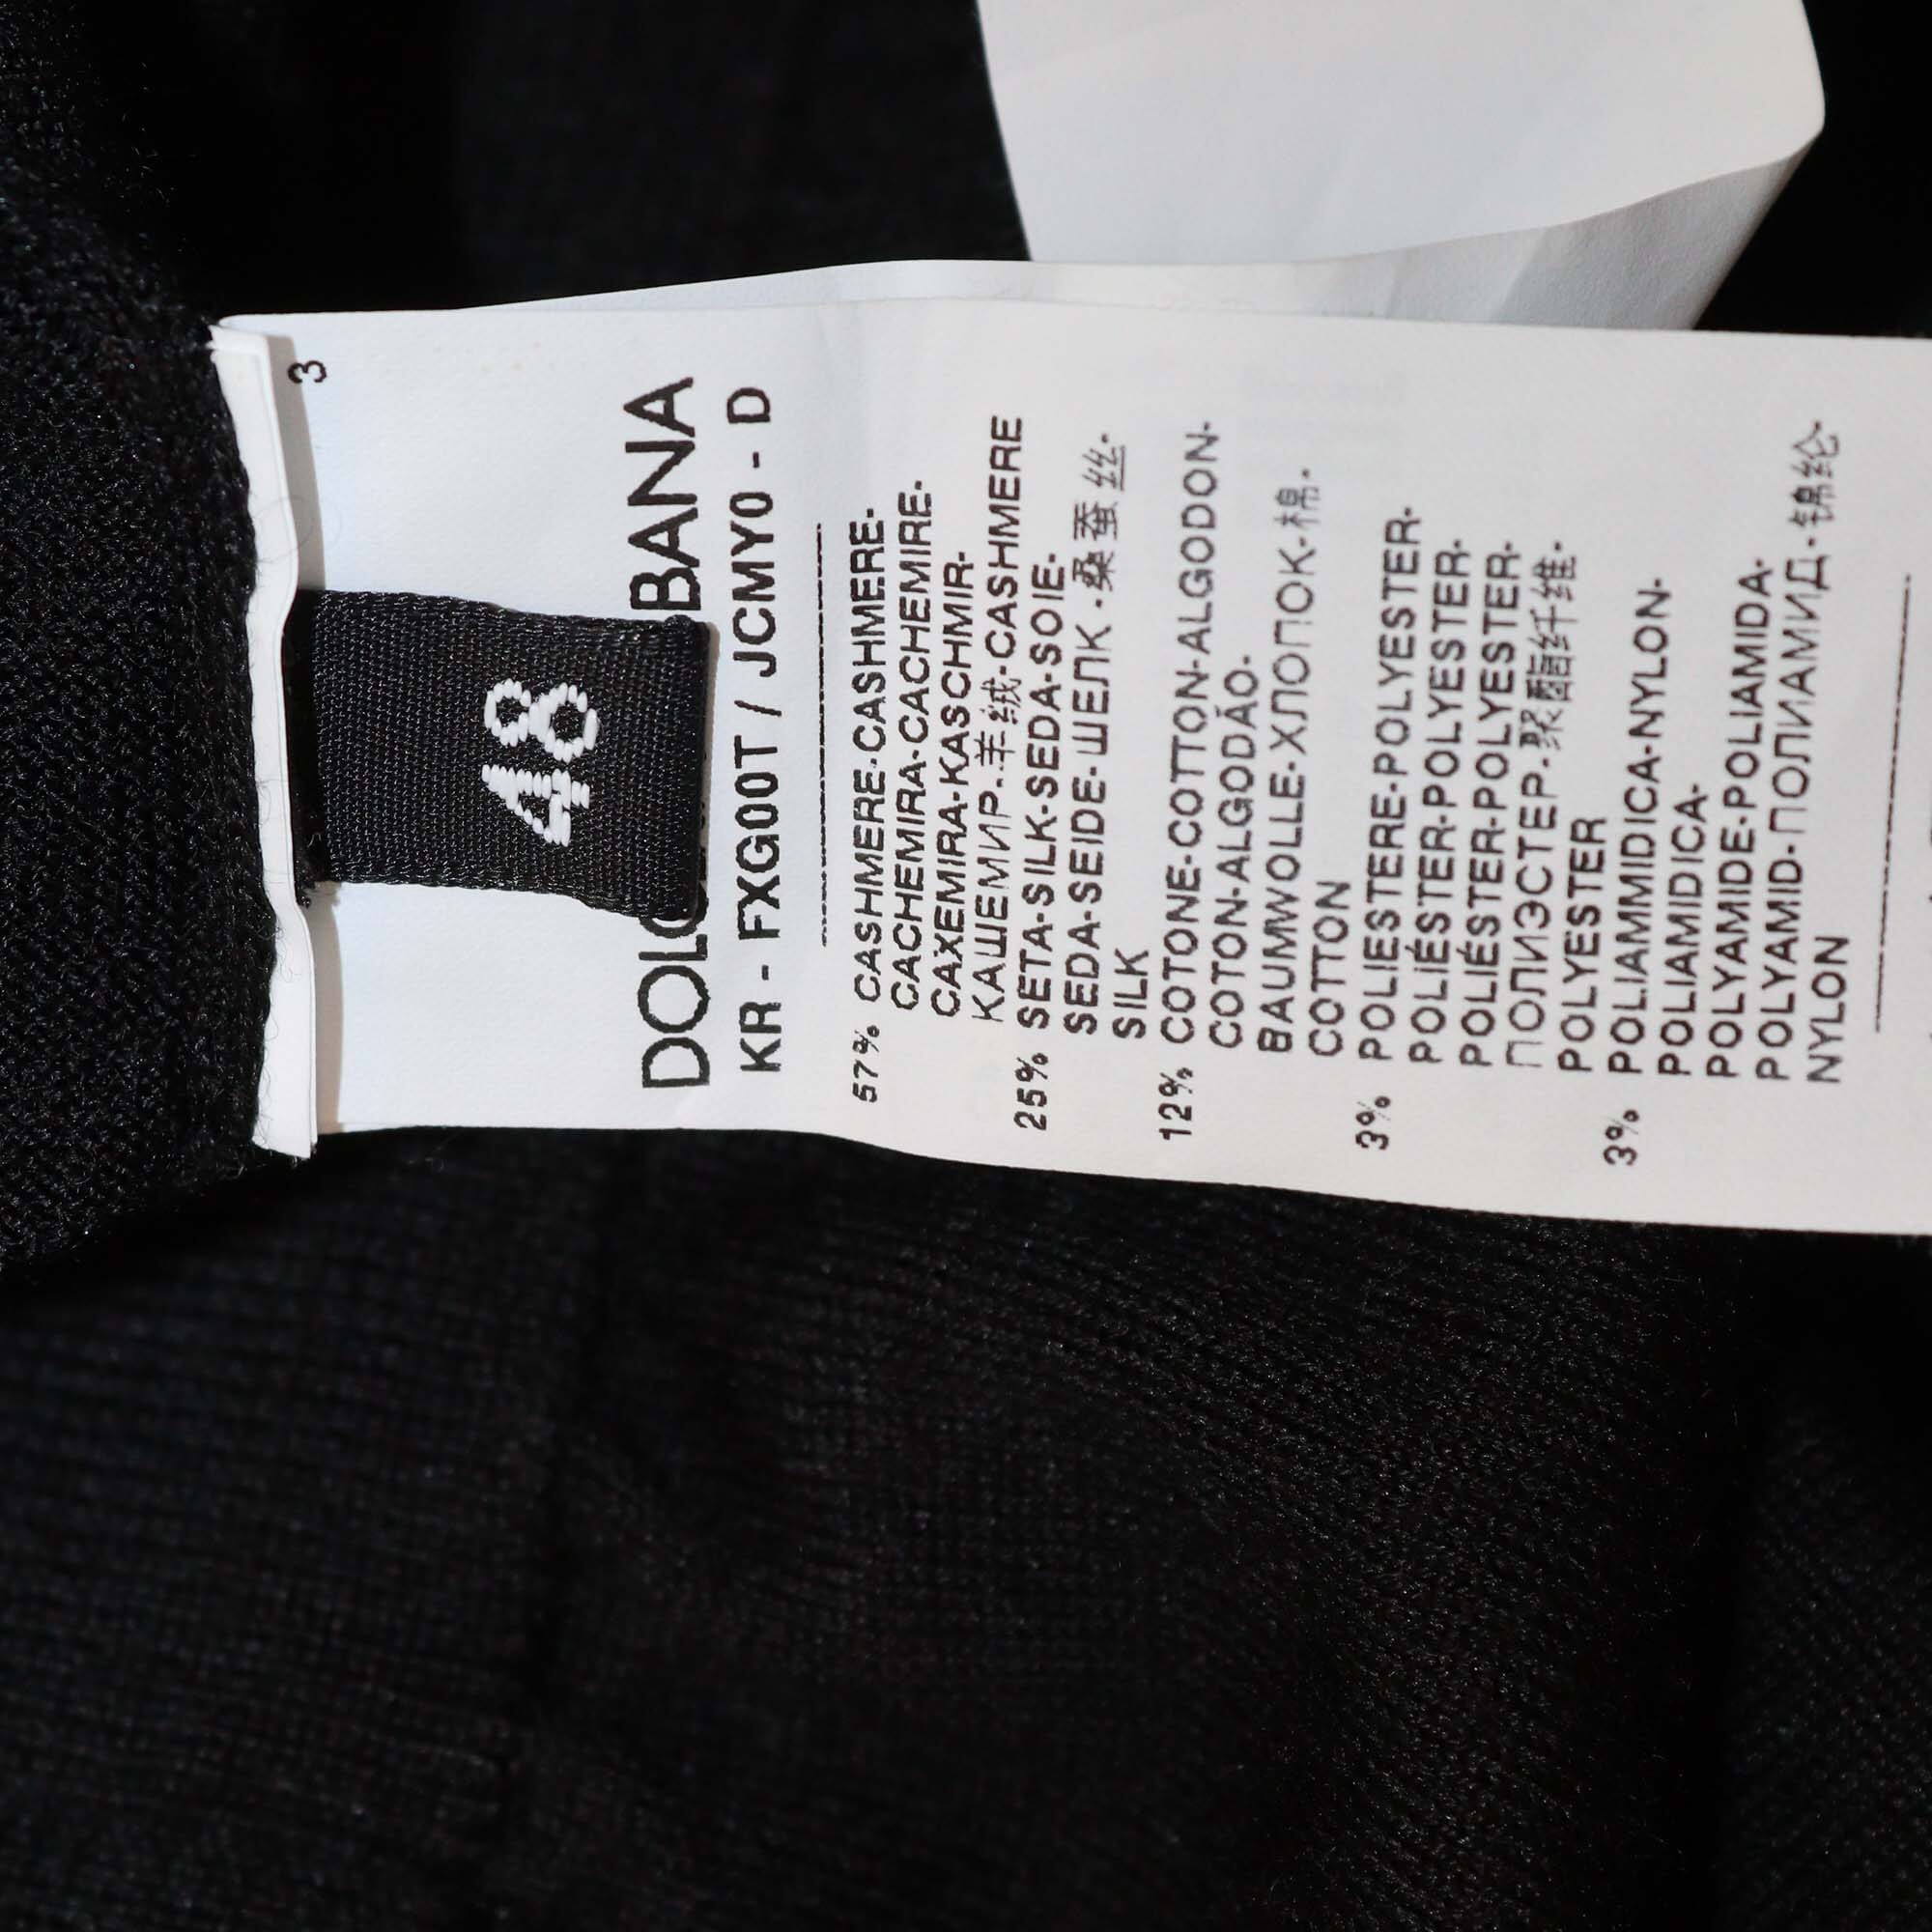 3
48
DOLC BANA
KR - FXG00T / JCMY0 - D
57% CASHMERE-CASHMERE-
CACHEMIRA-CACHEMIRE-
CAXEMIRA-KASCHMIR-
КАШЕМИР-羊绒-CASHMERE
25% SETA-SILK-SEDA-SOIE-
SEDA-SEIDE-ШЕЛК-桑蚕丝-
SILK
12% COTONE-COTTON-ALGODON-
COTON-ALGODÃO-
BAUMWOLLE-ХЛОПОК-棉-
COTTON
3% POLIESTERE-POLYESTER-
POLIÉSTER-POLYESTER-
POLIÉSTER-POLYESTER-
ПОЛИЭСТЕР-聚酯纤维-
POLYESTER
3% POLIAMMIDICA-NYLON-
POLIAMIDICA-
POLYAMIDE-POLIAMIDA-
POLYAMID-ПОЛИАМИД-锦纶-
NYLON